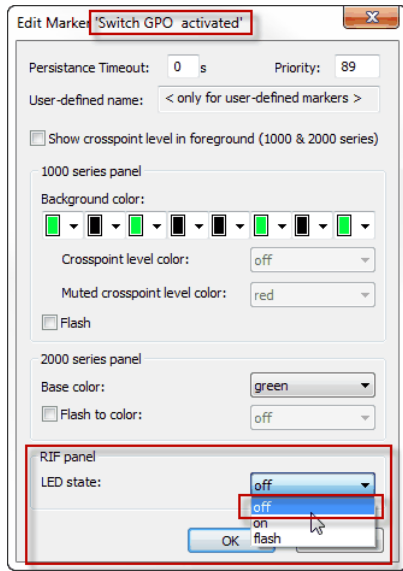 Edit Marker 'Switch GPO activated'
Persistance Timeout: 0 s Priority: 89
User-defined name: < only for user-defined markers >
Show crosspoint level in foreground (1000 & 2000 series)
1000 series panel
Background color:
Crosspoint level color: off
Muted crosspoint level color: red
Flash
2000 series panel
Base color: green
Flash to color: off
RIF panel
LED state: off
off
on
flash
OK